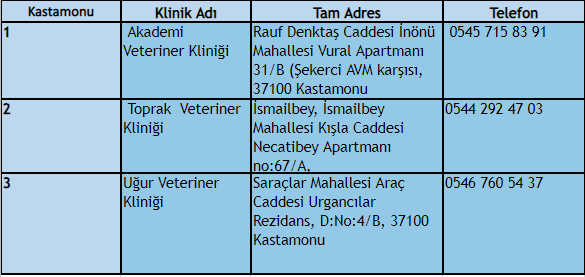 Kastamonu Klinik Adı Tam Adres Telefon
1 Akademi Rauf Denktaş Caddesi İnönü 0545 715 83 91
Veteriner Kliniği Mahallesi Vural Apartmanı
31/B (Şekerci AVM karşısı,
37100 Kastamonu
2 Toprak Veteriner İsmailbey, İsmailbey 0544 292 47 03
Kliniği Mahallesi Kışla Caddesi
Necatibey Apartmanı
no:67/A,
3 Uğur Veteriner Saraçlar Mahallesi Araç 0546 760 54 37
Kliniği Caddesi Urgancılar
Rezidans, D:No:4/B, 37100
Kastamonu